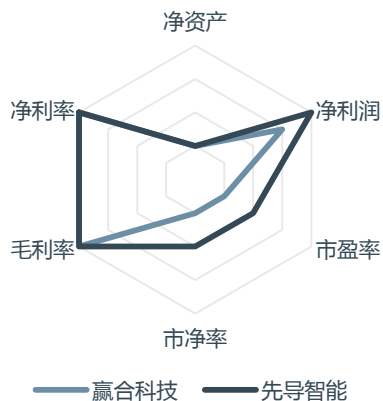 净资产
净利率
净利润
毛利率
市盈率
市净率
赢合科技
先导智能